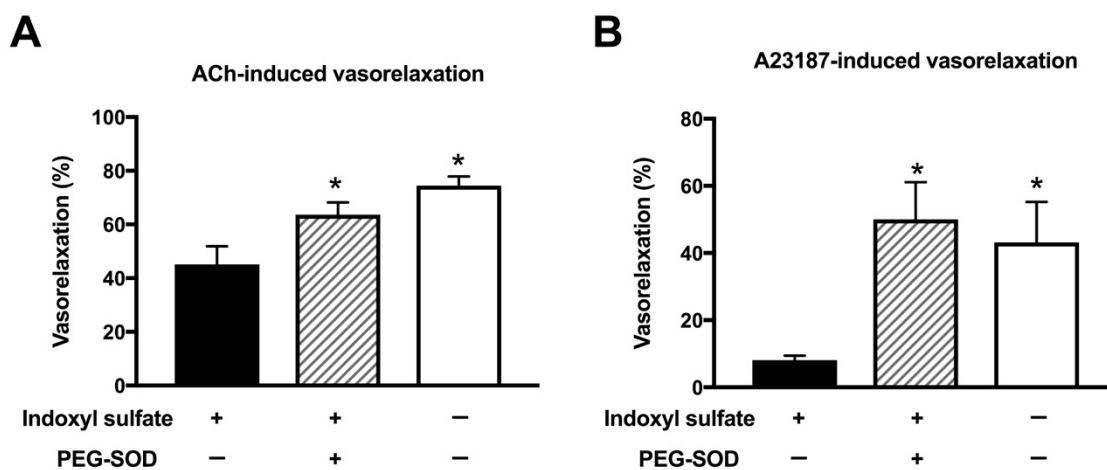 A
ACh-induced vasorelaxation
Vasorelaxation (%)
100
80
60
40
20
0
*
*
Indoxyl sulfate + + –
PEG-SOD – + –
B
A23187-induced vasorelaxation
Vasorelaxation (%)
80
60
40
20
0
*
*
Indoxyl sulfate + + –
PEG-SOD – + –